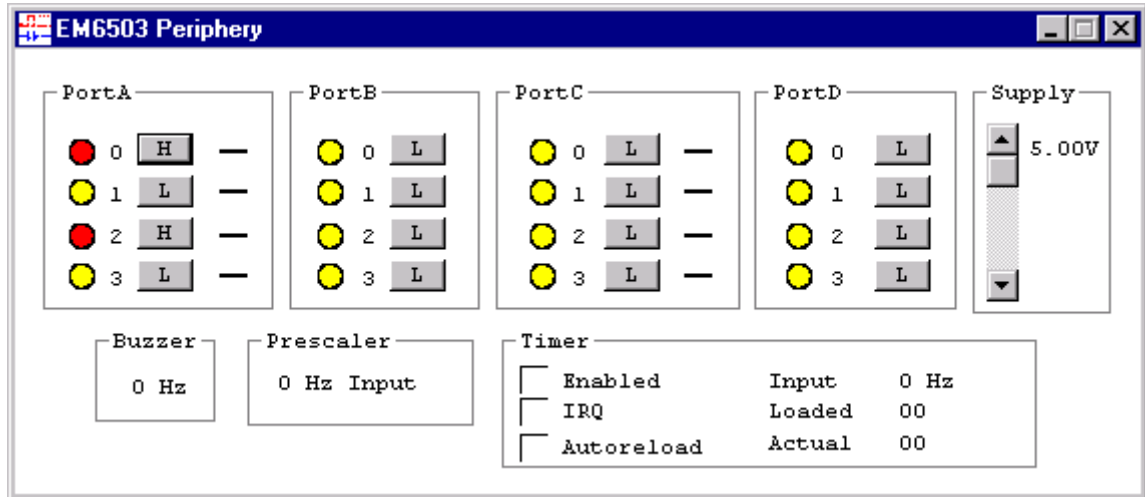 EM6503 Periphery
PortA PortB PortC PortD Supply
0 H 0 L 0 L 0 L 5.00V
1 L 1 L 1 L 1 L
2 H 2 L 2 L 2 L
3 L 3 L 3 L 3 L
Buzzer Prescaler Timer
0 Hz 0 Hz Input Enabled Input 0 Hz
IRQ Loaded 00
Autoreload Actual 00